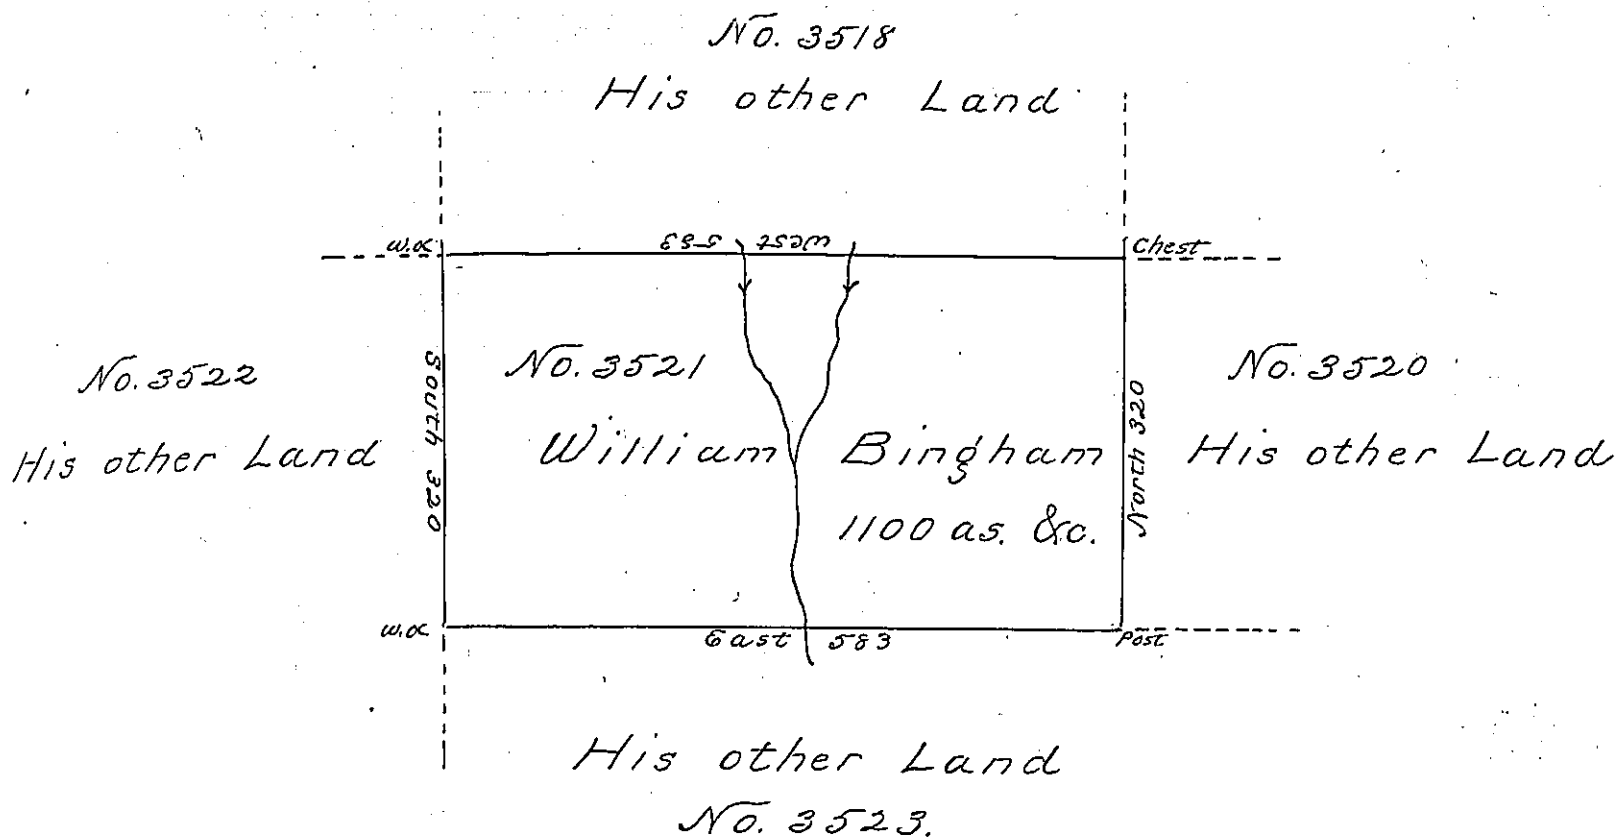 No. 3518
His other Land
w.o.
West 583
Chest
No. 3522
His other Land
South 320
No. 3521
William Bingham
1100 as. &c.
North 320
No. 3520
His other Land
w.o.
East 583
Post
His other Land
No. 3523.